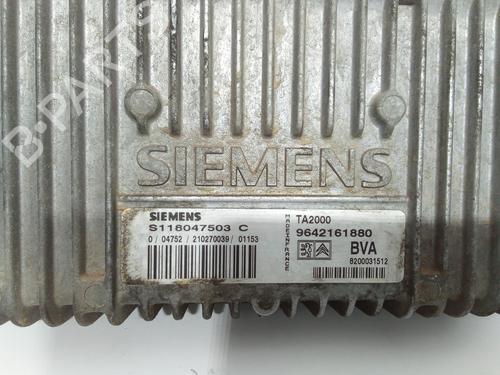 B-PARTS
SIEMENS
SIEMENS
S118047503 C
0 / 04752 / 210270039 / 01153
MADE IN FRANCE
TA2000
9642161880
BVA
8200031512